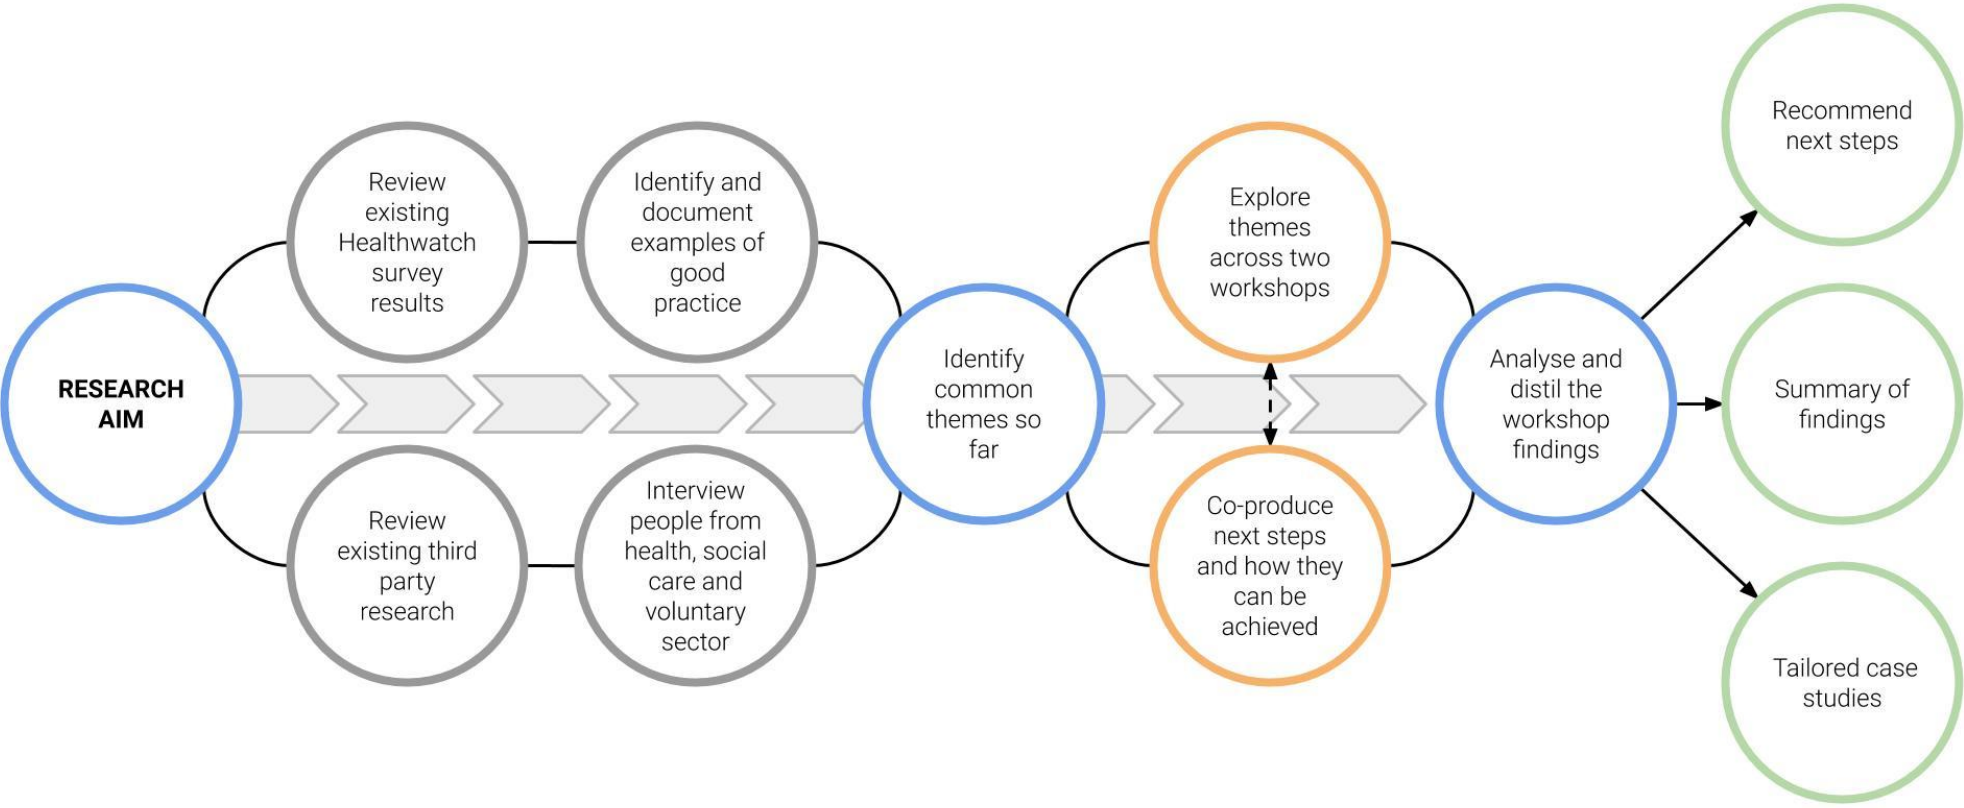 RESEARCH
AIM
Review
existing
Healthwatch
survey
results
Identify and
document
examples of
good
practice
Review
existing third
party
research
Interview
people from
health, social
care and
voluntary
sector
Identify
common
themes so
far
Explore
themes
across two
workshops
Co-produce
next steps
and how they
can be
achieved
Analyse and
distil the
workshop
findings
Recommend
next steps
Summary of
findings
Tailored case
studies